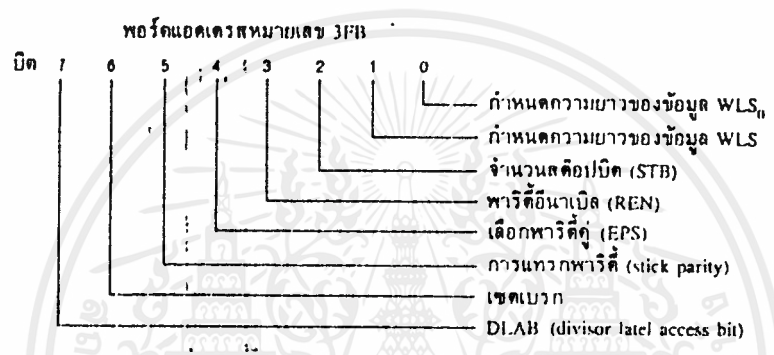 พอร์ตแอดเดรสหมายเลข 3FB
บิต 7 6 5 4 3 2 1 0
กำหนดความยาวของข้อมูล WLS₀
กำหนดความยาวของข้อมูล WLS
จำนวนสต๊อปบิต (STB)
พาริตี้อีนาเบิล (REN)
เลือกพาริตี้คู่ (EPS)
การแทรกพาริตี้ (stick parity)
เซตเบรก
DLAB (divisor latel access bit)